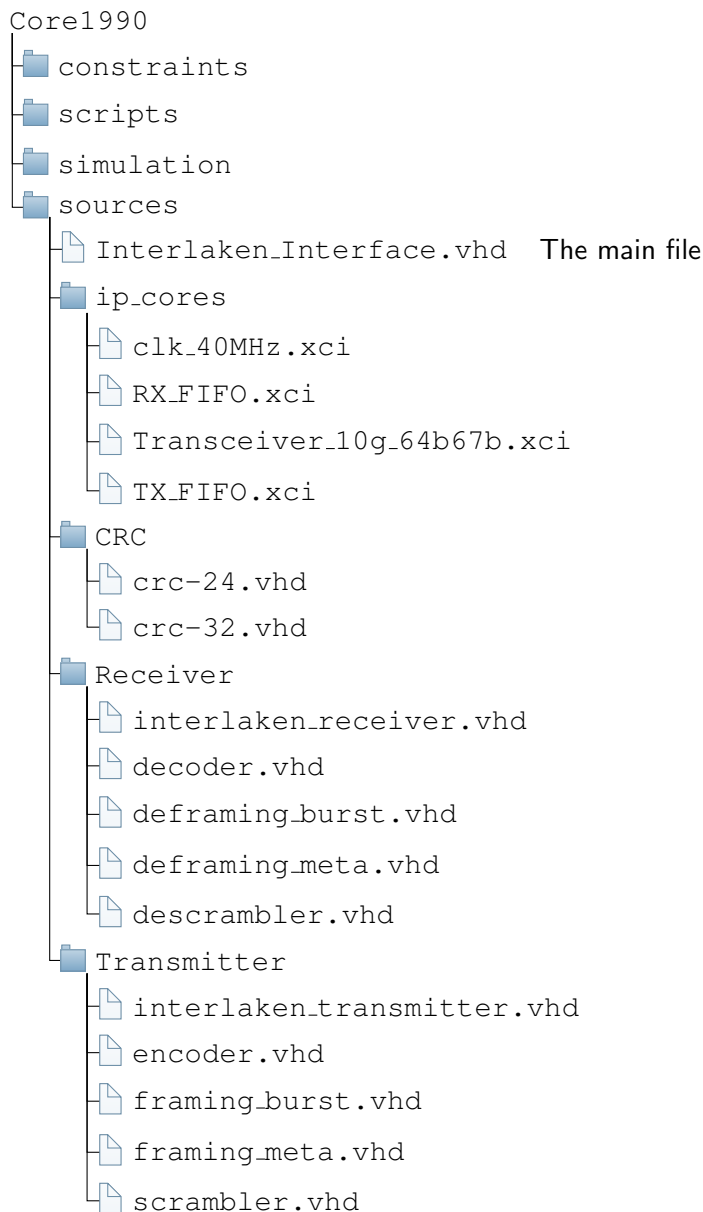 Core1990
constraints
scripts
simulation
sources
Interlaken_Interface.vhd The main file
ip_cores
clk_40MHz.xci
RX_FIFO.xci
Transceiver_10g_64b67b.xci
TX_FIFO.xci
CRC
crc-24.vhd
crc-32.vhd
Receiver
interlaken_receiver.vhd
decoder.vhd
deframing_burst.vhd
deframing_meta.vhd
descrambler.vhd
Transmitter
interlaken_transmitter.vhd
encoder.vhd
framing_burst.vhd
framing_meta.vhd
scrambler.vhd